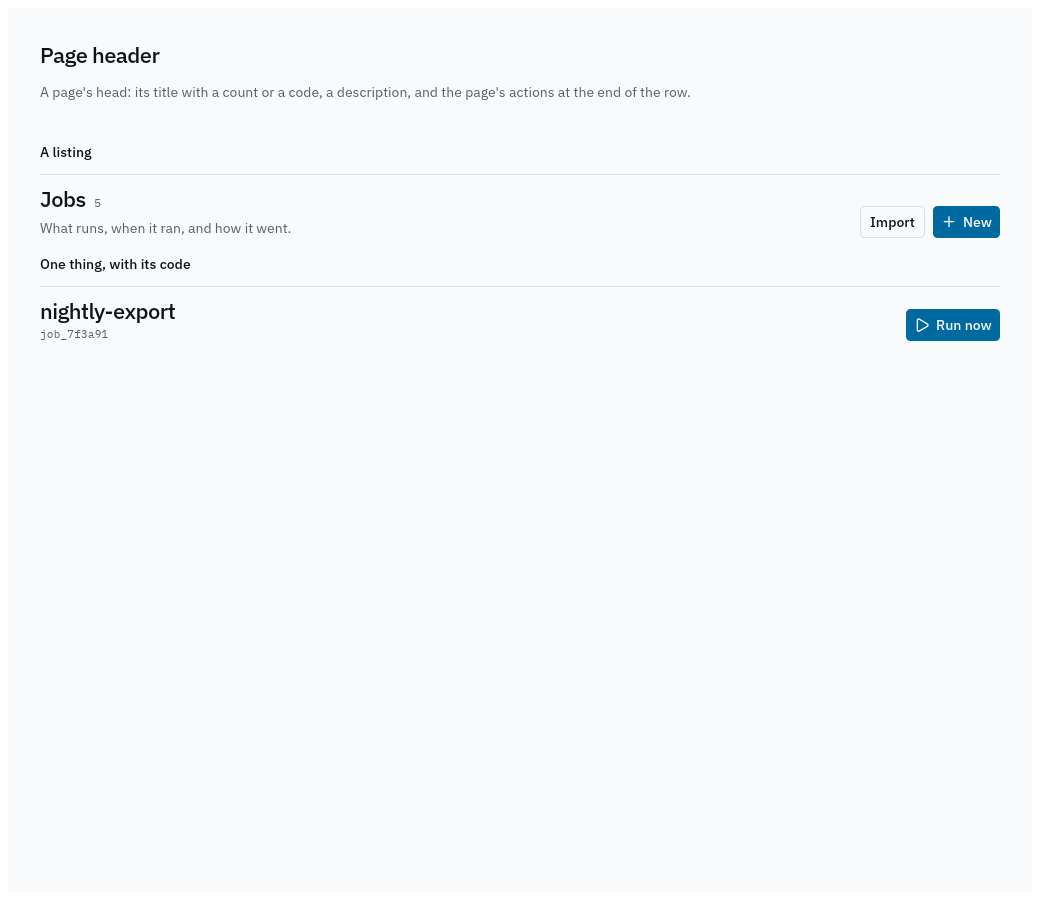 Page header
A page's head: its title with a count or a code, a description, and the page's actions at the end of the row.
A listing
Jobs 5
What runs, when it ran, and how it went.
Import
New
One thing, with its code
nightly-export
job_7f3a91
Run now